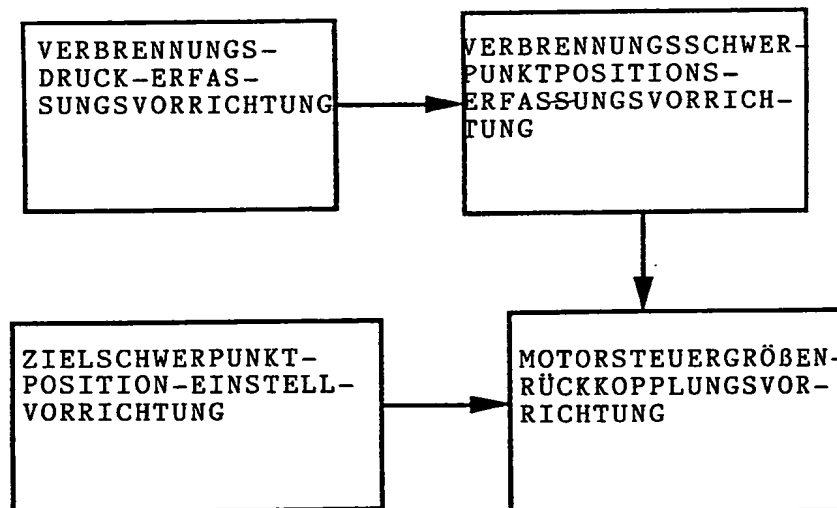 VERBRENNUNGS-
DRUCK-ERFAS-
SUNGSVORRICHTUNG
VERBRENNUNGSSCHWER-
PUNKTPOSITIONS-
ERFASSUNGSVORRICH-
TUNG
ZIELSCHWERPUNKT-
POSITION-EINSTELL-
VORRICHTUNG
MOTORSTEUERGRÖßEN-
RÜCKKOPPLUNGSVOR-
RICHTUNG